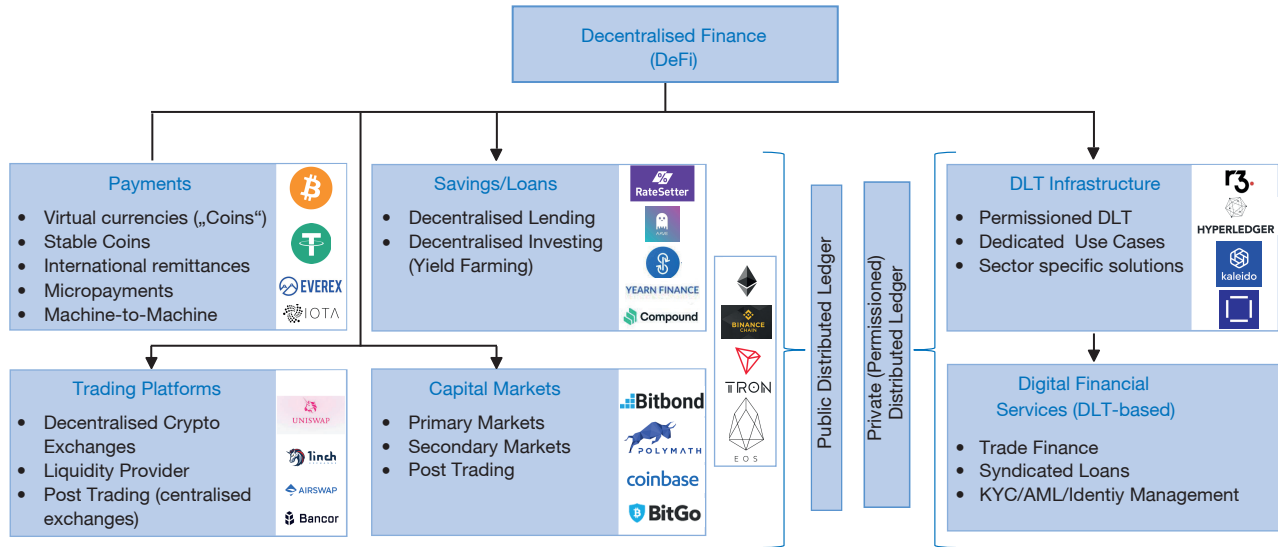 Decentralised Finance
(DeFi)
Payments
• Virtual currencies („Coins“)
• Stable Coins
• International remittances
• Micropayments
• Machine-to-Machine
EVEREX
IOTA
Savings/Loans
• Decentralised Lending
• Decentralised Investing
(Yield Farming)
RateSetter
AAVE
YEARN FINANCE
Compound
Trading Platforms
• Decentralised Crypto
Exchanges
• Liquidity Provider
• Post Trading (centralised
exchanges)
UNISWAP
1inch
AIRSWAP
Bancor
Capital Markets
• Primary Markets
• Secondary Markets
• Post Trading
Bitbond
POLYMATH
coinbase
BitGo
BINANCE
CHAIN
TRON
EOS
Public Distributed Ledger
Private (Permissioned)
Distributed Ledger
DLT Infrastructure
• Permissioned DLT
• Dedicated Use Cases
• Sector specific solutions
r3.
HYPERLEDGER
kaleido
Digital Financial
Services (DLT-based)
• Trade Finance
• Syndicated Loans
• KYC/AML/Identiy Management